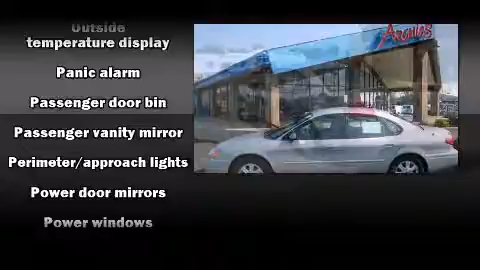 Outside
temperature display
Panic alarm
Passenger door bin
Passenger vanity mirror
Perimeter/approach lights
Power door mirrors
Power windows